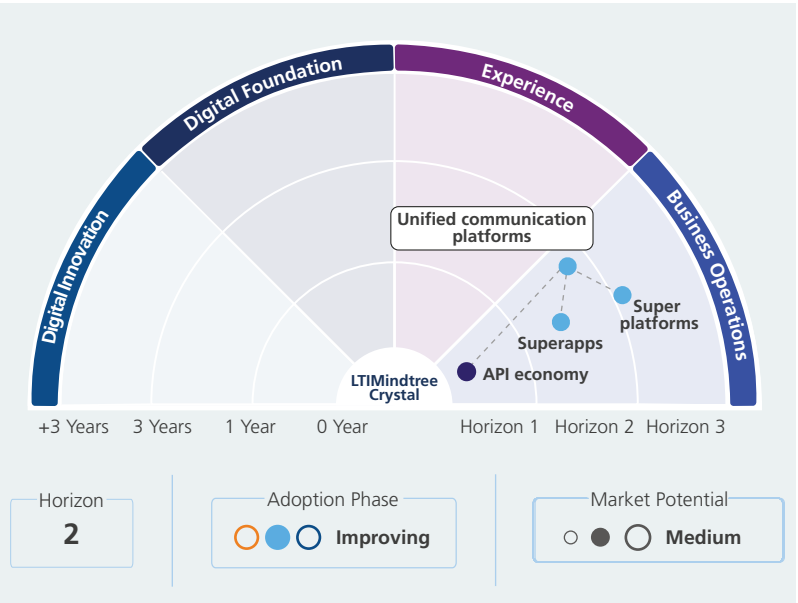 Digital Foundation
Experience
Digital Innovation
Business Operations
Unified communication
platforms
Super
platforms
Superapps
API economy
LTIMindtree
Crystal
+3 Years
3 Years
1 Year
0 Year
Horizon 1
Horizon 2
Horizon 3
Horizon
2
Adoption Phase
Improving
Market Potential
Medium